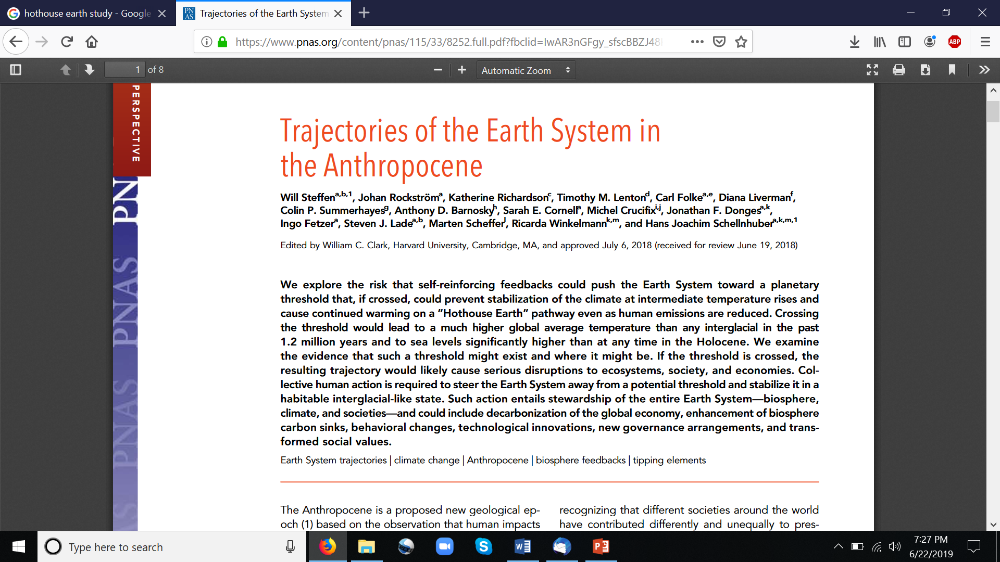 hothouse earth study - Google
Trajectories of the Earth System
https://www.pnas.org/content/pnas/115/33/8252.full.pdf?fbclid=IwAR3nGFgy_sfscBBZJ48
ABP
1 of 8
Automatic Zoom
PERSPECTIVE
Trajectories of the Earth System in
the Anthropocene
Will Steffena,b,1, Johan Rockströma, Katherine Richardsonc, Timothy M. Lentond, Carl Folkea,e, Diana Livermanf,
Colin P. Summerhayesg, Anthony D. Barnoskyh, Sarah E. Cornella, Michel Crucifixi,j, Jonathan F. Dongesa,k,
Ingo Fetzera, Steven J. Ladea,b, Marten Schefferl, Ricarda Winkelmannk,m, and Hans Joachim Schellnhubera,k,m,1
Edited by William C. Clark, Harvard University, Cambridge, MA, and approved July 6, 2018 (received for review June 19, 2018)
We explore the risk that self-reinforcing feedbacks could push the Earth System toward a planetary
threshold that, if crossed, could prevent stabilization of the climate at intermediate temperature rises and
cause continued warming on a “Hothouse Earth” pathway even as human emissions are reduced. Crossing
the threshold would lead to a much higher global average temperature than any interglacial in the past
1.2 million years and to sea levels significantly higher than at any time in the Holocene. We examine
the evidence that such a threshold might exist and where it might be. If the threshold is crossed, the
resulting trajectory would likely cause serious disruptions to ecosystems, society, and economies. Col-
lective human action is required to steer the Earth System away from a potential threshold and stabilize it in a
habitable interglacial-like state. Such action entails stewardship of the entire Earth System—biosphere,
climate, and societies—and could include decarbonization of the global economy, enhancement of biosphere
carbon sinks, behavioral changes, technological innovations, new governance arrangements, and trans-
formed social values.
Earth System trajectories | climate change | Anthropocene | biosphere feedbacks | tipping elements
The Anthropocene is a proposed new geological ep-
och (1) based on the observation that human impacts
recognizing that different societies around the world
have contributed differently and unequally to pres-
PN
PNAS
PNAS
S
Type here to search
7:27 PM
6/22/2019